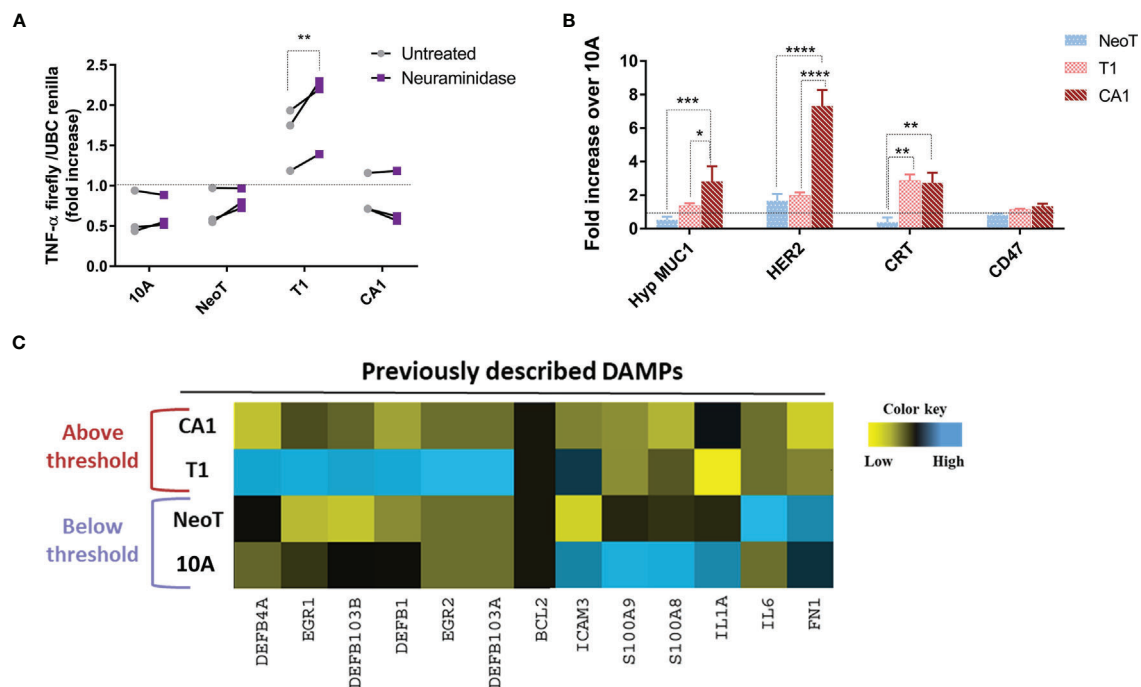 A
TNF-α firefly /UBC renilla
(fold increase)
2.5
2.0
1.5
1.0
0.5
0.0
**
Untreated
Neuraminidase
10A
NeoT
T1
CA1
B
Fold increase over 10A
10
8
6
4
2
0
***
*
****
****
**
**
NeoT
T1
CA1
Hyp MUC1
HER2
CRT
CD47
C
Previously described DAMPs
Above
threshold
Below
threshold
CA1
T1
NeoT
10A
Color key
Low High
DEFB4A
EGR1
DEFB103B
DEFB1
EGR2
DEFB103A
BCL2
ICAM3
S100A9
S100A8
IL1A
IL6
FN1